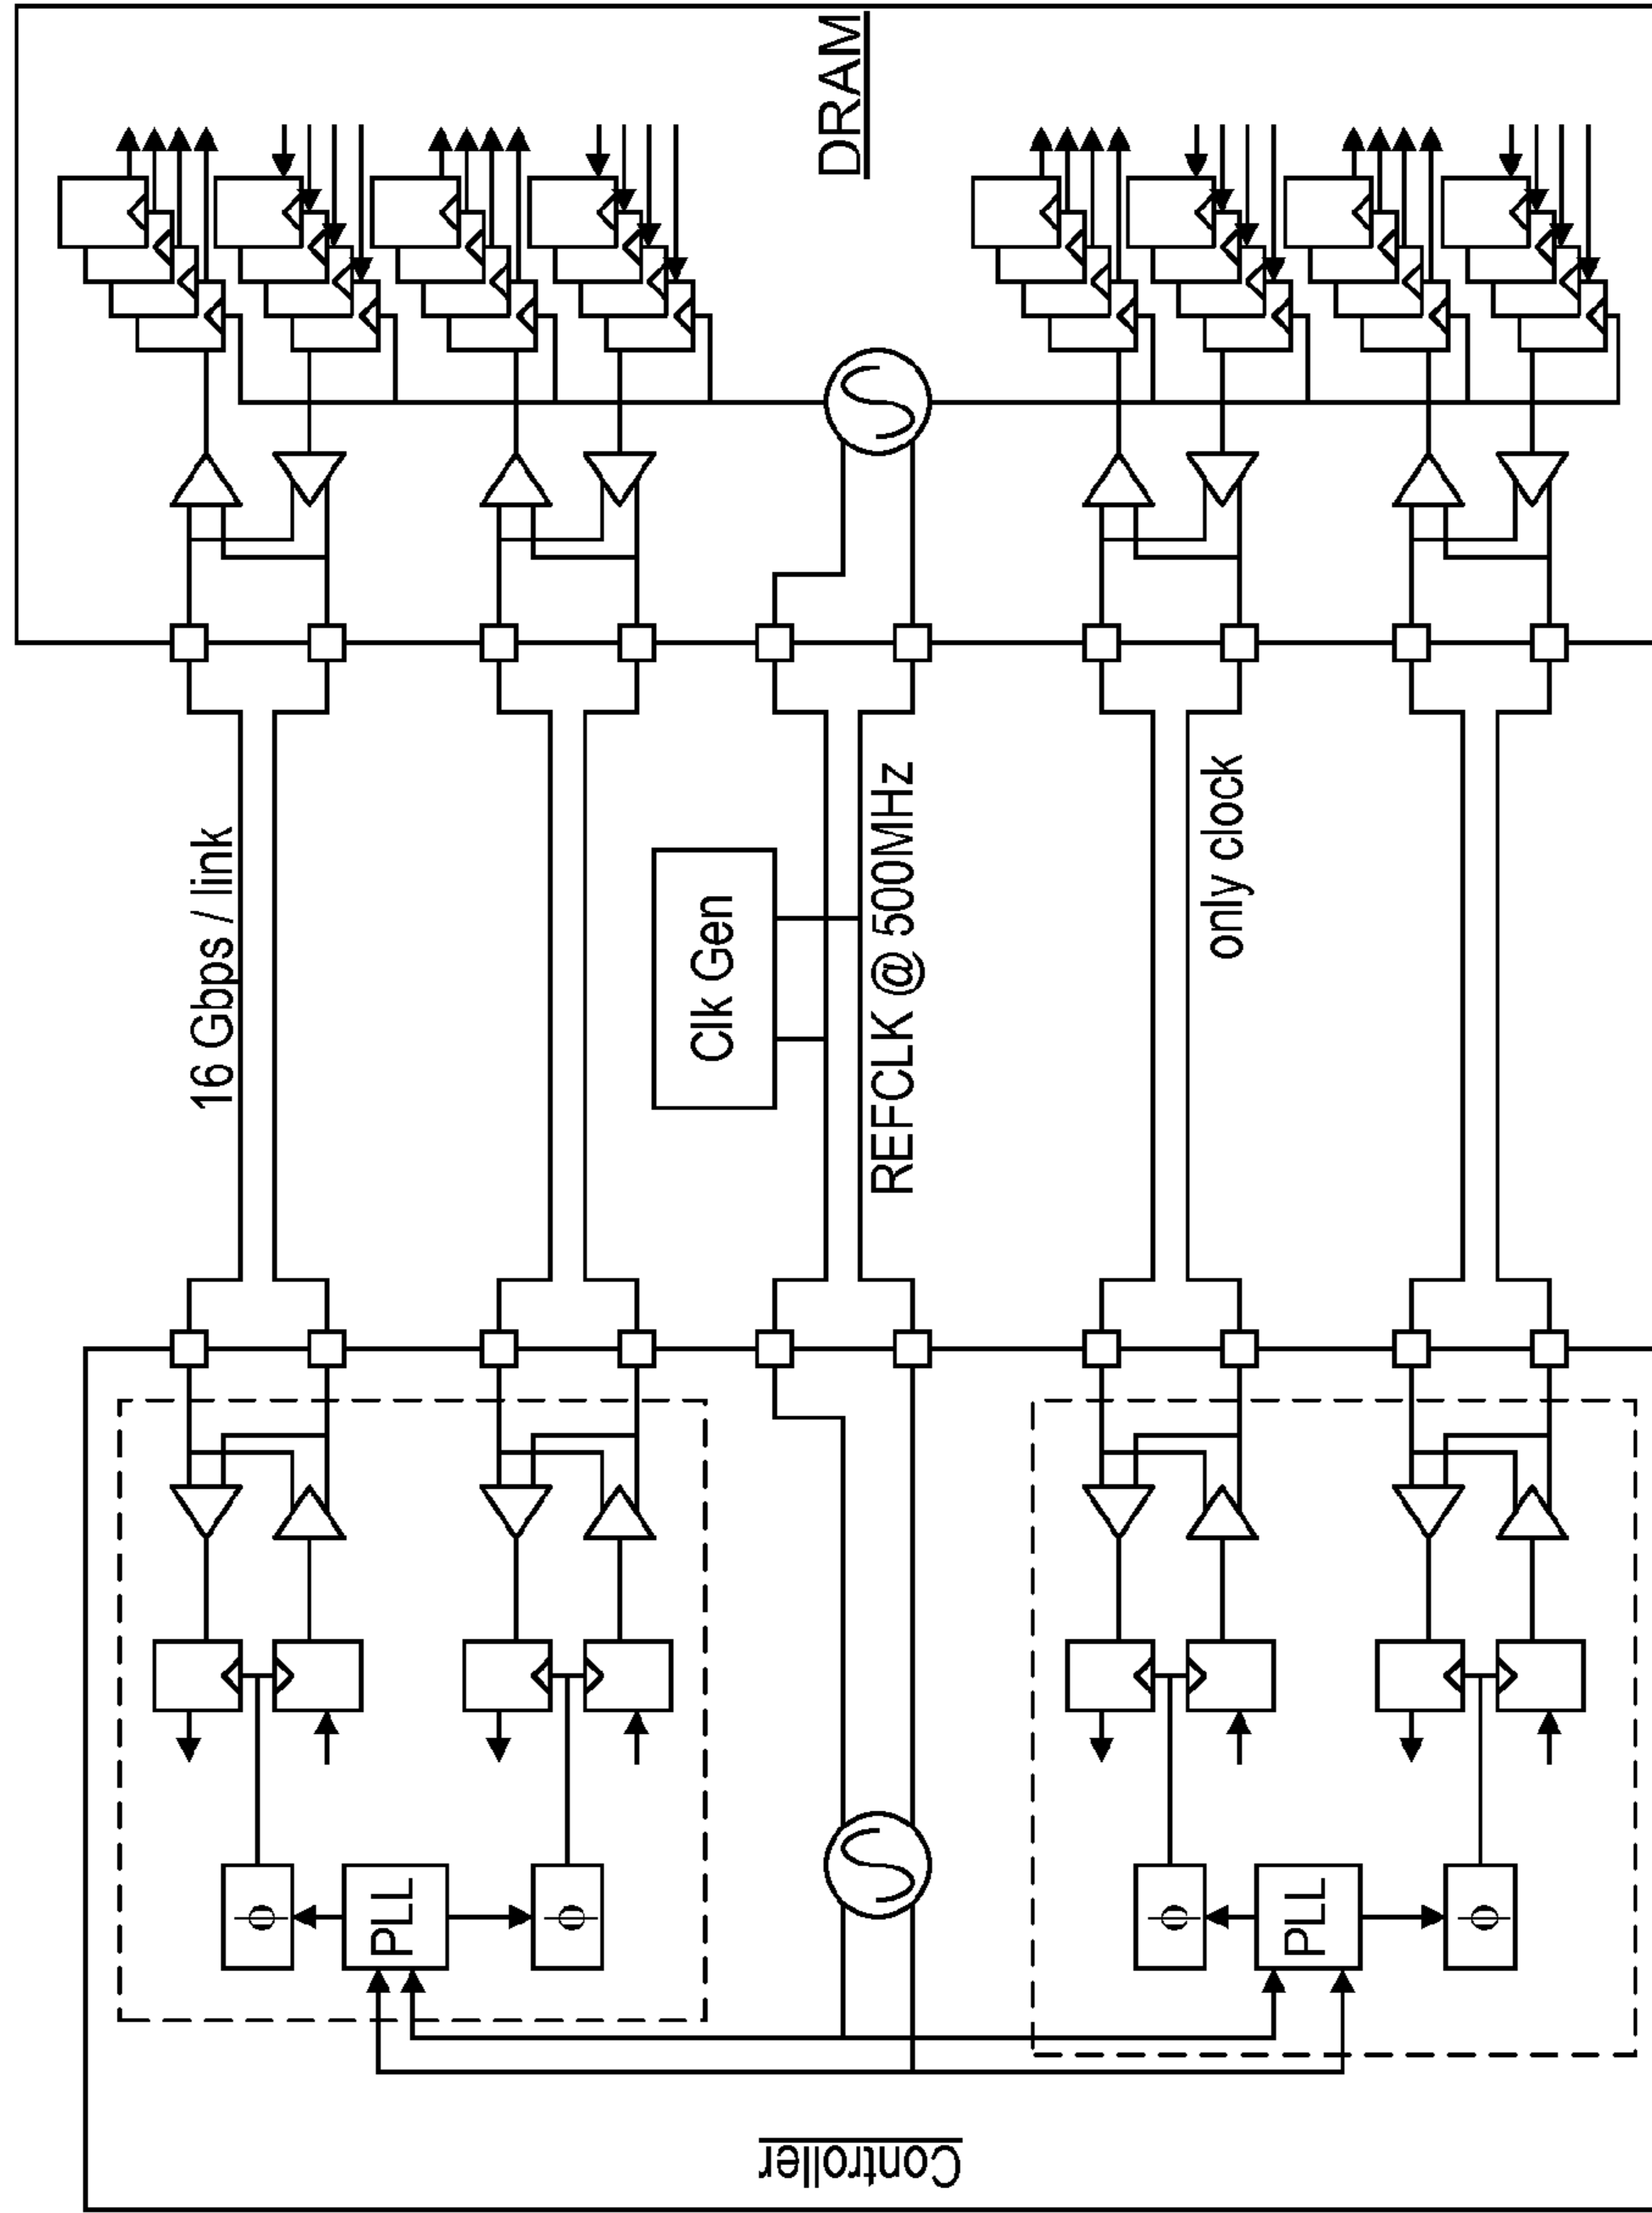 DRAM
16 Gbps / link
Clk Gen
REFCLK @ 500MHz
only clock
ϕ
PLL
ϕ
ϕ
PLL
ϕ
Controller